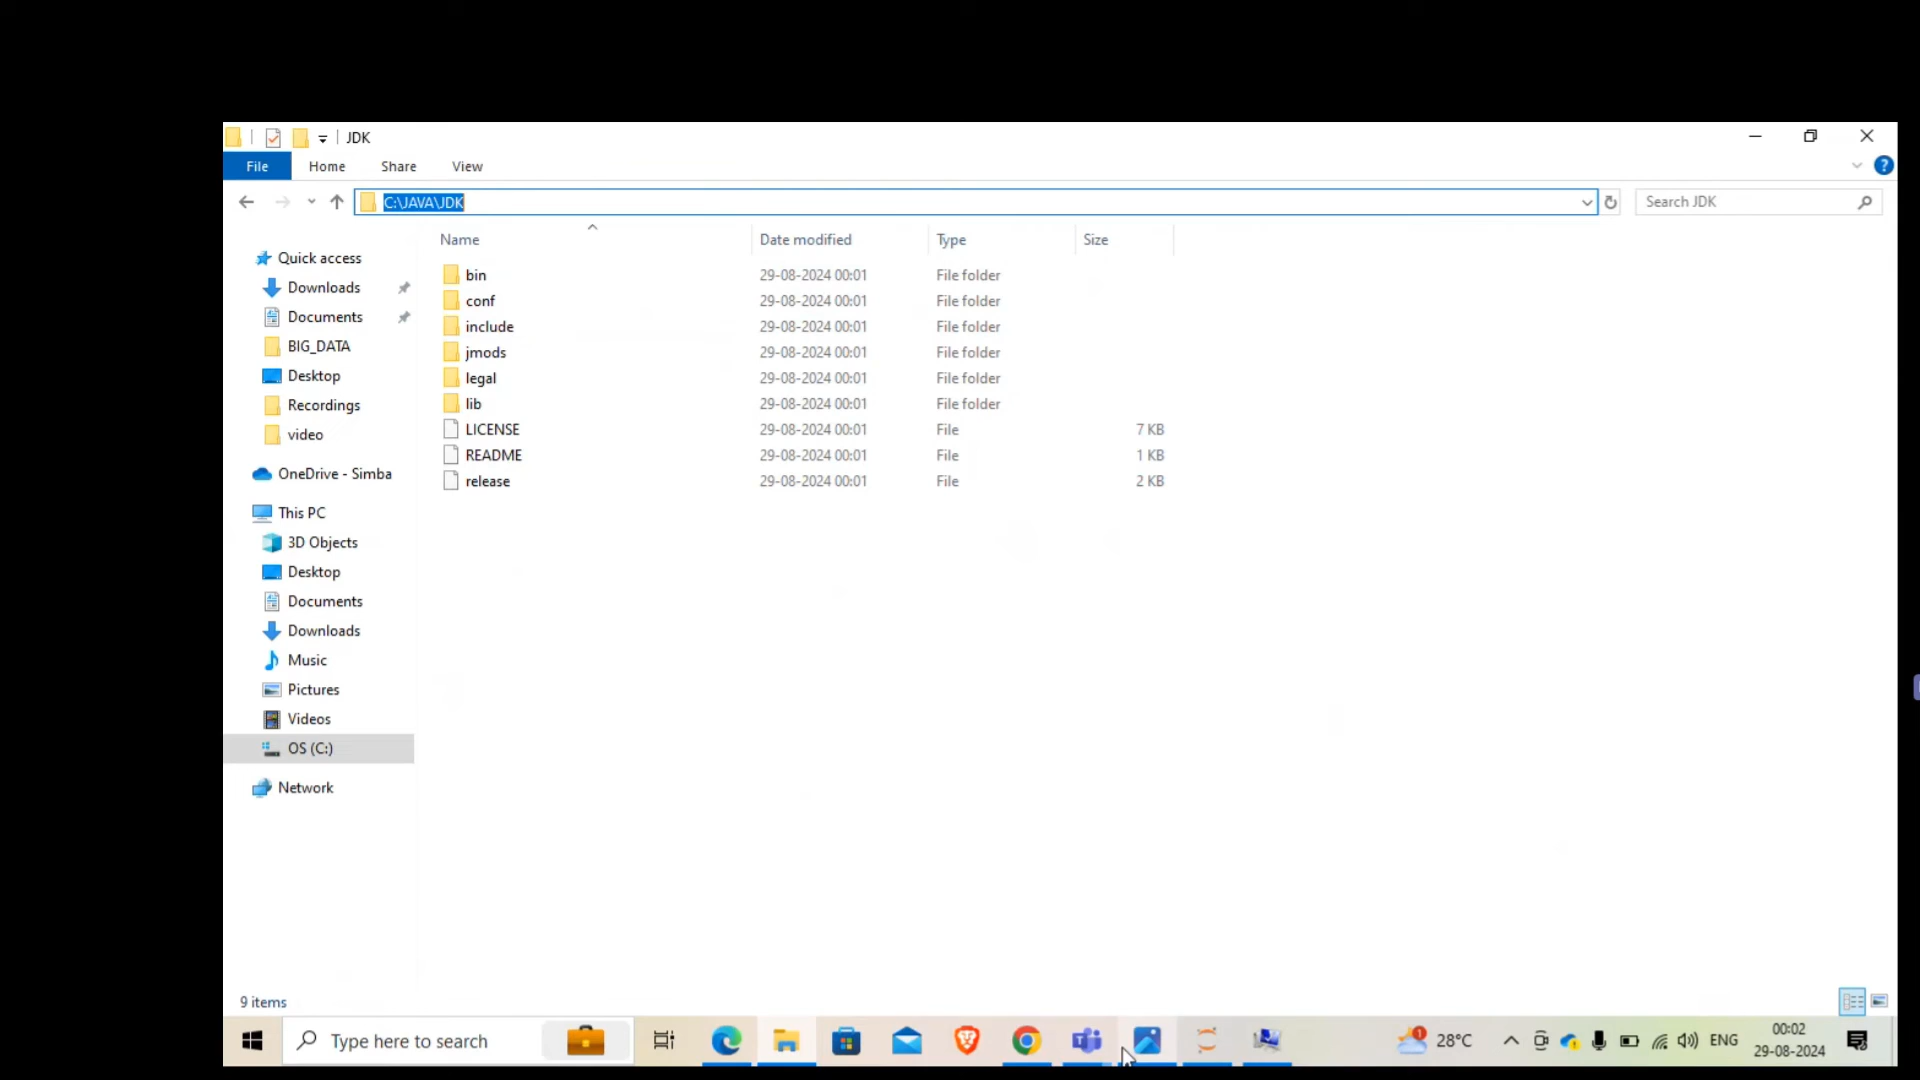 JDK
File Home Share View
C:\JAVA\JDK Search JDK
Name Date modified Type Size
Quick access
Downloads
Documents
BIG_DATA
Desktop
Recordings
video
OneDrive - Simba
This PC
3D Objects
Desktop
Documents
Downloads
Music
Pictures
Videos
OS (C:)
Network
bin 29-08-2024 00:01 File folder
conf 29-08-2024 00:01 File folder
include 29-08-2024 00:01 File folder
jmods 29-08-2024 00:01 File folder
legal 29-08-2024 00:01 File folder
lib 29-08-2024 00:01 File folder
LICENSE 29-08-2024 00:01 File 7 KB
README 29-08-2024 00:01 File 1 KB
release 29-08-2024 00:01 File 2 KB
9 items
Type here to search
1 28°C ENG
00:02
29-08-2024